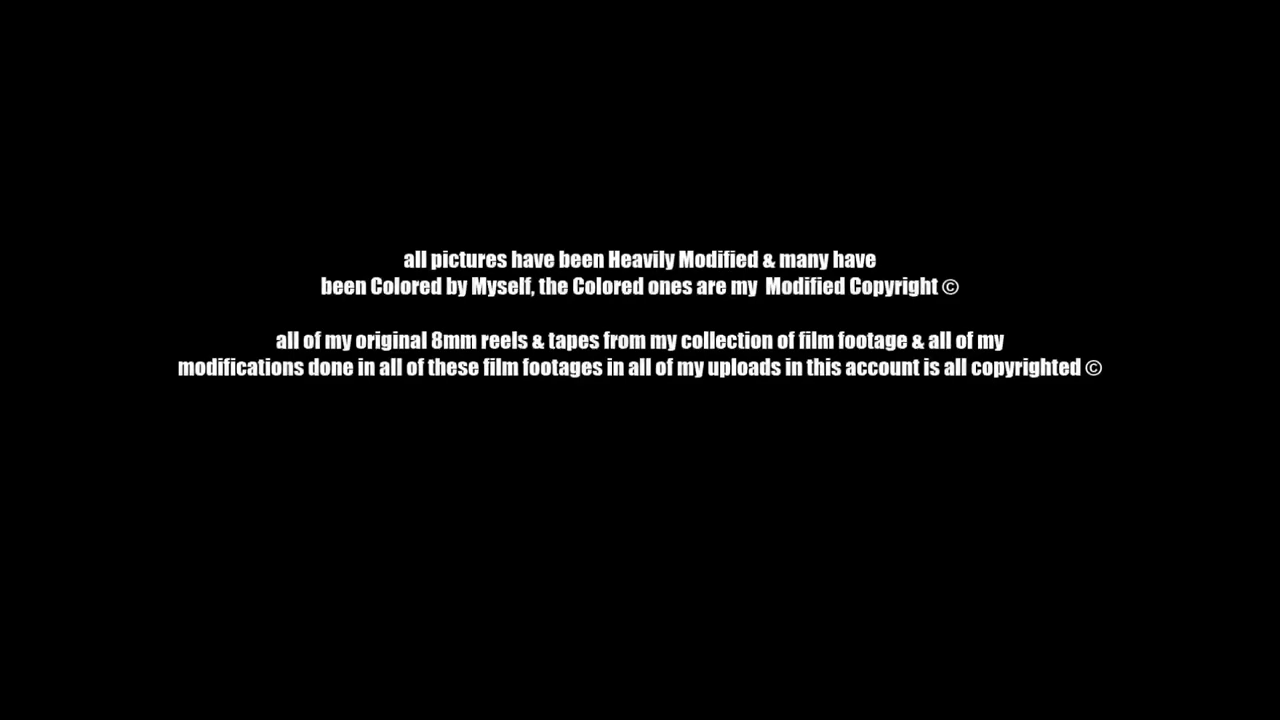 all pictures have been Heavily Modified & many have
been Colored by Myself, the Colored ones are my  Modified Copyright ©
all of my original 8mm reels & tapes from my collection of film footage & all of my
modifications done in all of these film footages in all of my uploads in this account is all copyrighted ©